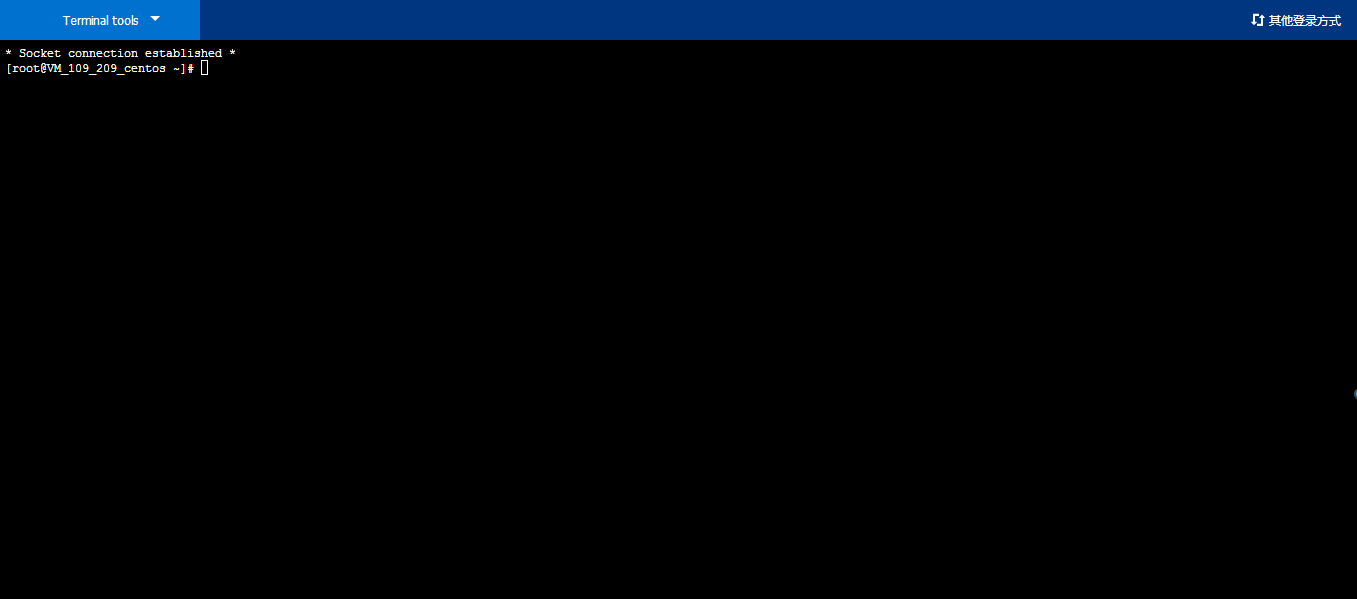 Terminal tools
其他登录方式
* Socket connection established *
[root@VM_109_209_centos ~]#